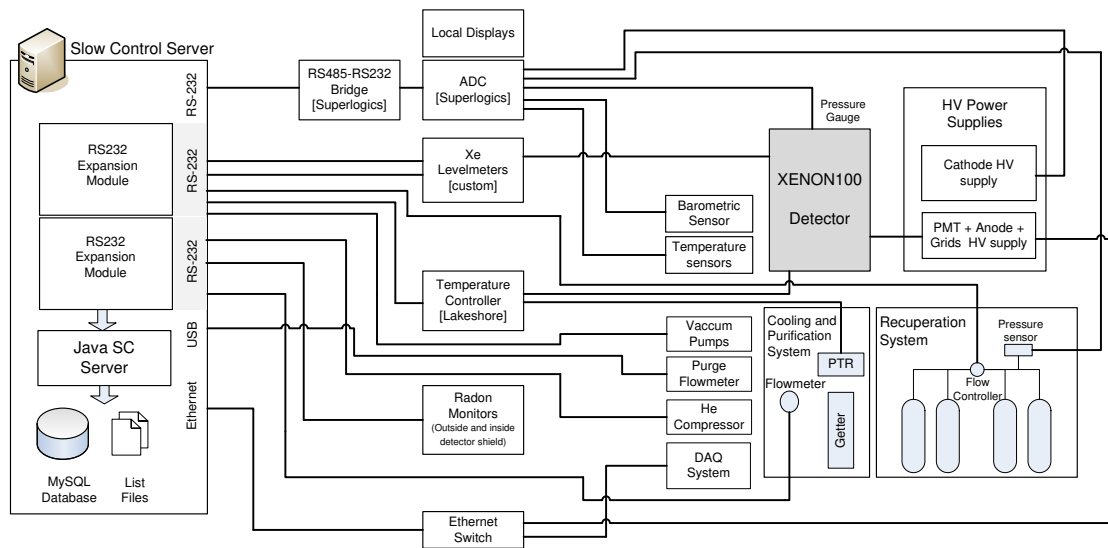 Slow Control Server
RS-232
RS232
Expansion
Module
RS-232
RS232
Expansion
Module
RS-232
USB
Java SC
Server
Ethernet
MySQL
Database
List
Files
RS485-RS232
Bridge
[Superlogics]
Local Displays
ADC
[Superlogics]
Xe
Levelmeters
[custom]
Temperature
Controller
[Lakeshore]
Radon
Monitors
(Outside and inside
detector shield)
Ethernet
Switch
Barometric
Sensor
Temperature
sensors
Vaccum
Pumps
Purge
Flowmeter
He
Compressor
DAQ
System
Pressure
Gauge
XENON100
Detector
HV Power
Supplies
Cathode HV
supply
PMT + Anode +
Grids HV supply
Cooling and
Purification
System
PTR
Flowmeter
Getter
Recuperation
System
Pressure
sensor
Flow
Controller